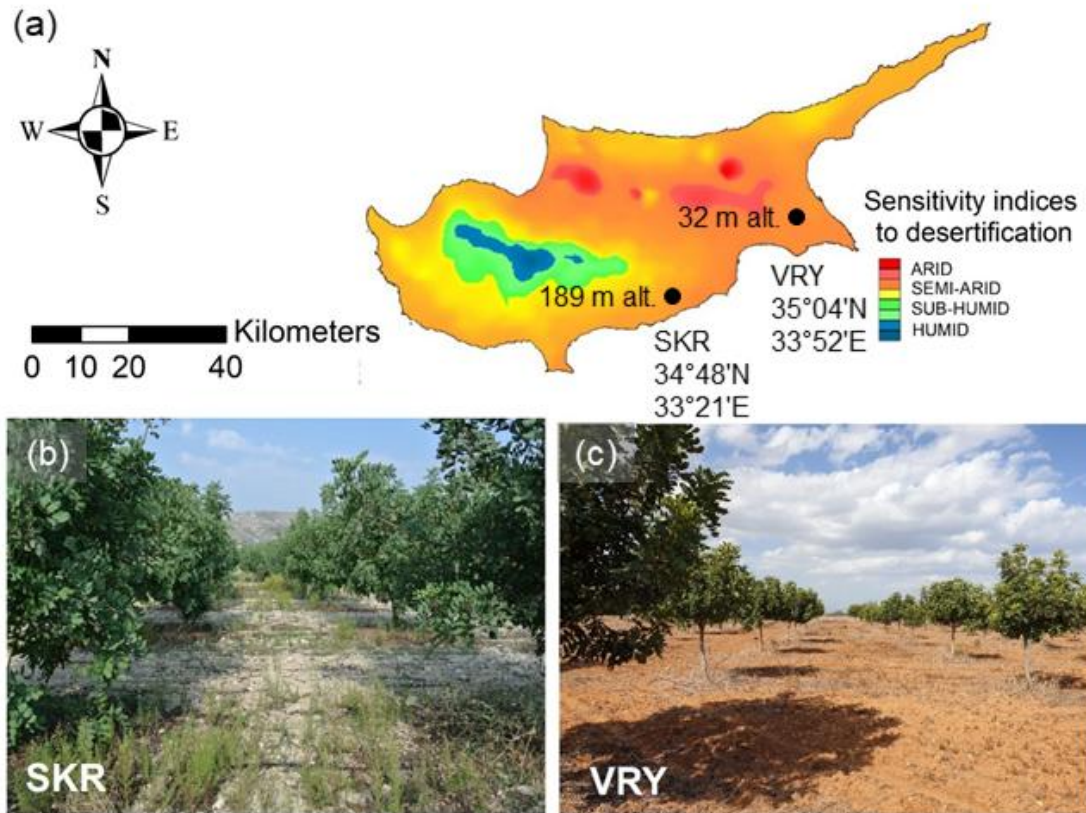 (a)
N
W E
S
32 m alt.
189 m alt.
VRY
35°04'N
33°52'E
SKR
34°48'N
33°21'E
Sensitivity indices
to desertification
ARID
SEMI-ARID
SUB-HUMID
HUMID
Kilometers
0 10 20 40
(b)
SKR
(c)
VRY